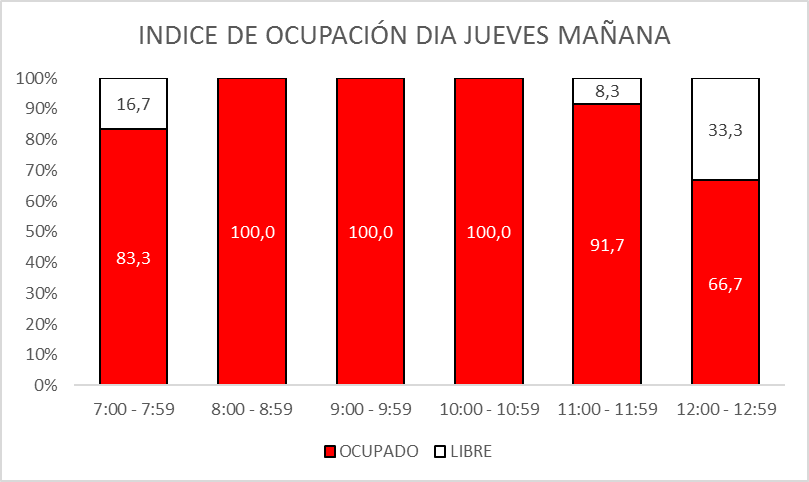 INDICE DE OCUPACIÓN DIA JUEVES MAÑANA
100%
90%
80%
70%
60%
50%
40%
30%
20%
10%
0%
16,7
8,3
33,3
83,3
100,0
100,0
100,0
91,7
66,7
7:00 - 7:59
8:00 - 8:59
9:00 - 9:59
10:00 - 10:59
11:00 - 11:59
12:00 - 12:59
OCUPADO
LIBRE